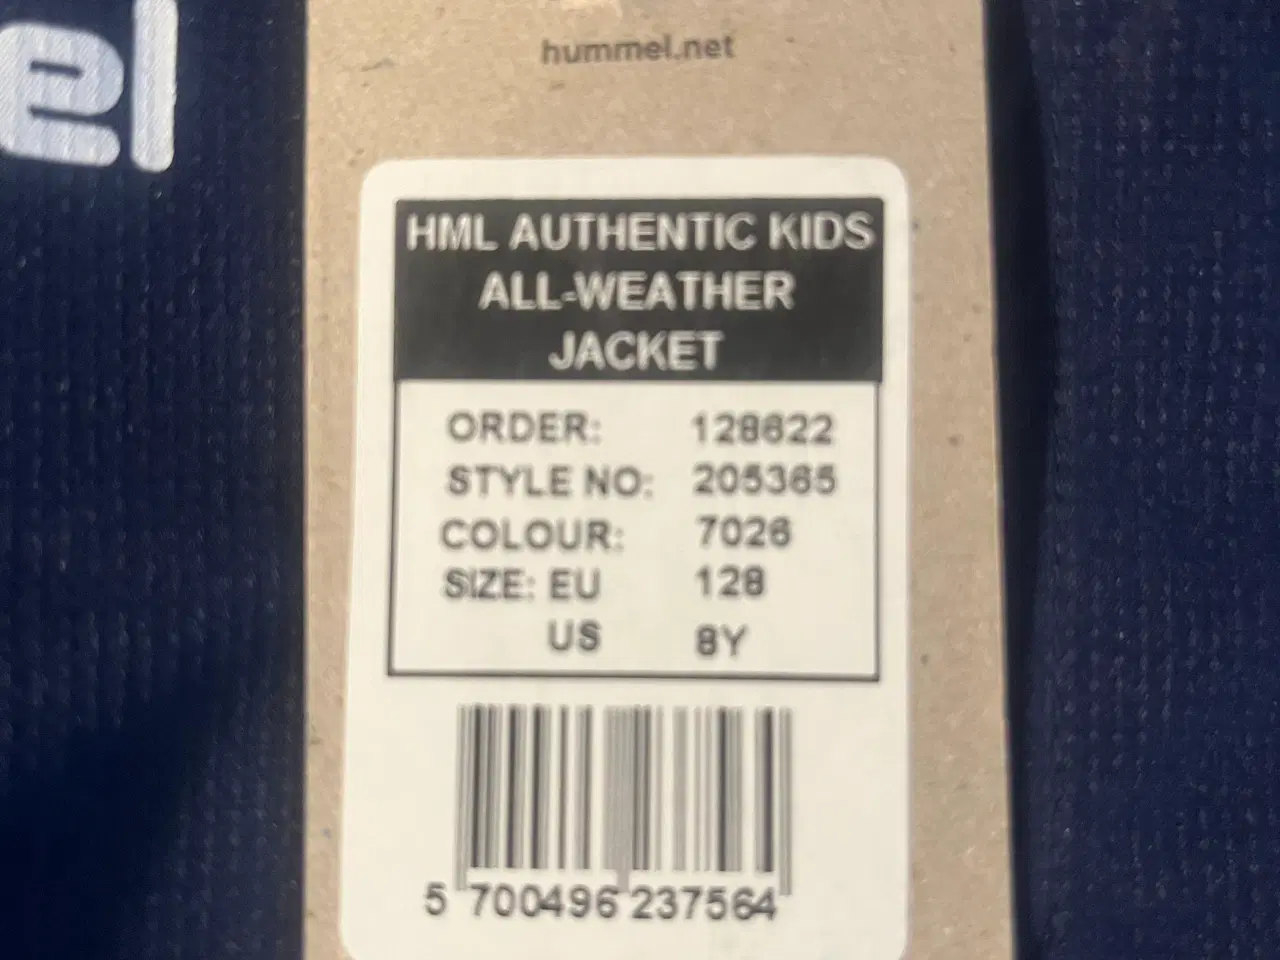 el
hummel.net
HML AUTHENTIC KIDS
ALL-WEATHER
JACKET
ORDER: 128622
STYLE NO: 205365
COLOUR: 7026
SIZE: EU 128
US 8Y
5 700496 237564